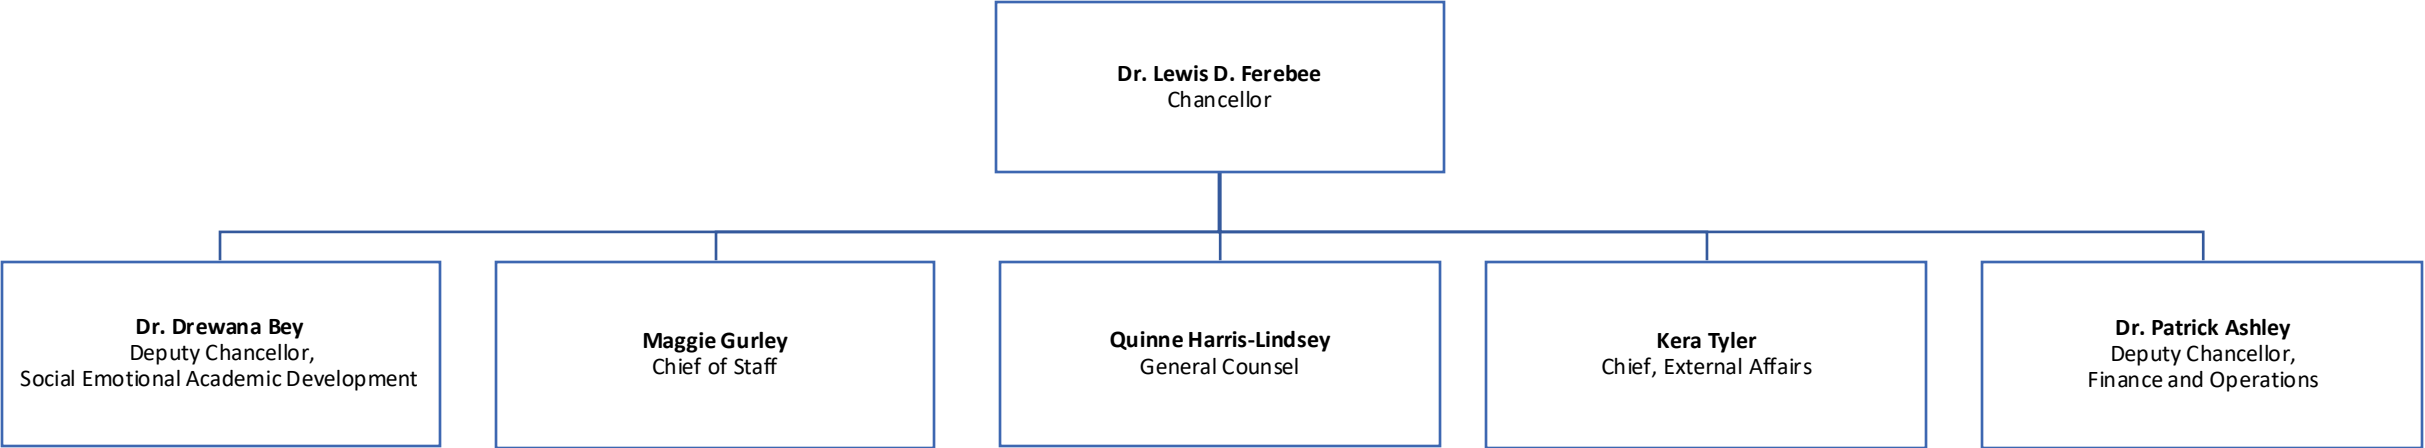 Dr. Lewis D. Ferebee
Chancellor
Dr. Drewana Bey
Deputy Chancellor,
Social Emotional Academic Development
Maggie Gurley
Chief of Staff
Quinne Harris-Lindsey
General Counsel
Kera Tyler
Chief, External Affairs
Dr. Patrick Ashley
Deputy Chancellor,
Finance and Operations